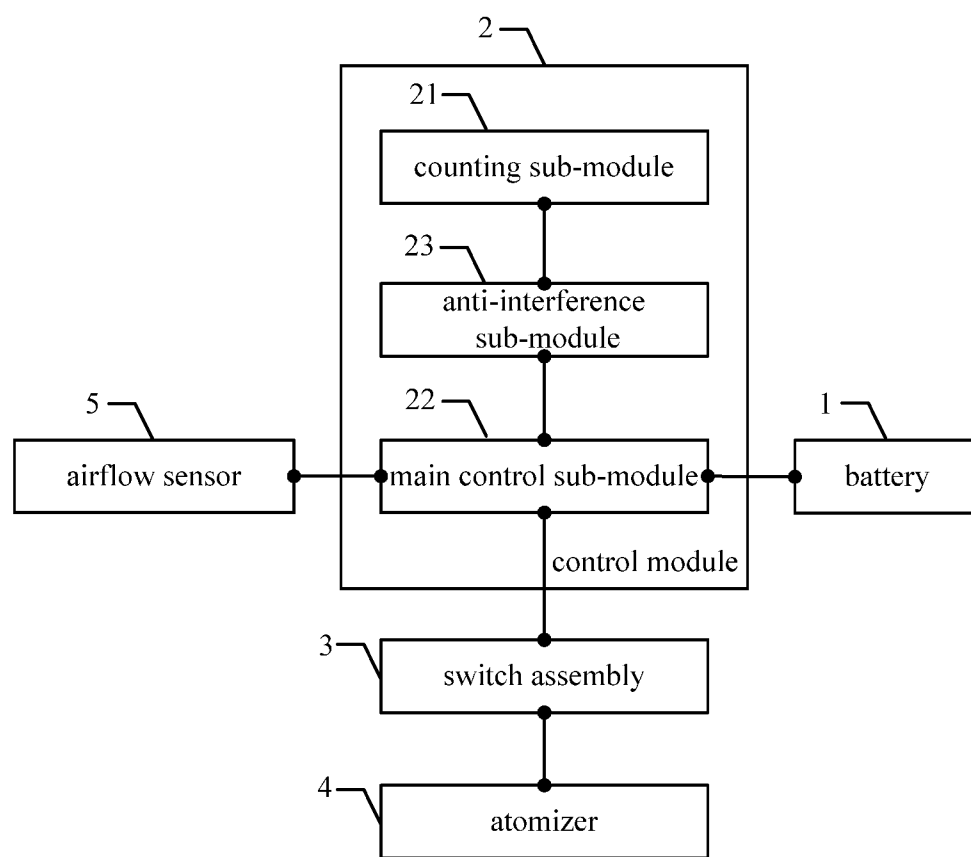 2
21
counting sub-module
23
anti-interference
sub-module
5
22
1
airflow sensor
main control sub-module
battery
control module
3
switch assembly
4
atomizer